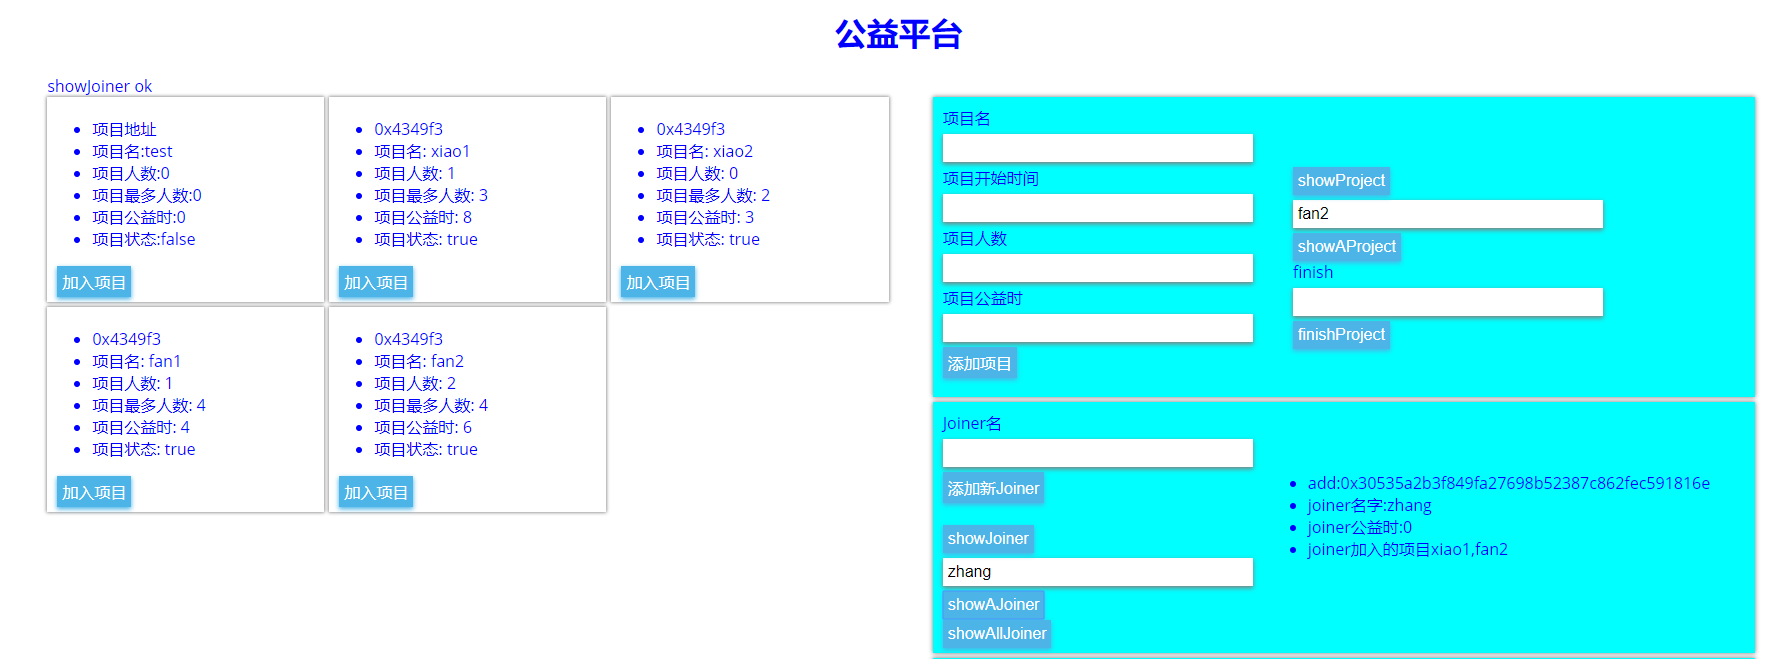 公益平台
showJoiner ok
项目地址
项目名:test
项目人数:0
项目最多人数:0
项目公益时:0
项目状态:false
加入项目
0x4349f3
项目名: xiao1
项目人数: 1
项目最多人数: 3
项目公益时: 8
项目状态: true
加入项目
0x4349f3
项目名: xiao2
项目人数: 0
项目最多人数: 2
项目公益时: 3
项目状态: true
加入项目
0x4349f3
项目名: fan1
项目人数: 1
项目最多人数: 4
项目公益时: 4
项目状态: true
加入项目
0x4349f3
项目名: fan2
项目人数: 2
项目最多人数: 4
项目公益时: 6
项目状态: true
加入项目
项目名
项目开始时间
项目人数
项目公益时
添加项目
showProject
fan2
showAProject
finish
finishProject
Joiner名
添加新Joiner
showJoiner
zhang
showAJoiner
showAllJoiner
add:0x30535a2b3f849fa27698b52387c862fec591816e
joiner名字:zhang
joiner公益时:0
joiner加入的项目xiao1,fan2